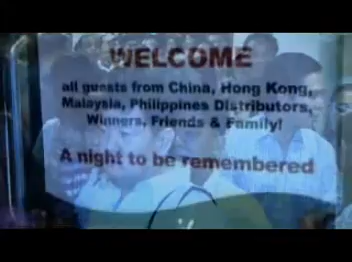 WELCOME
all guests from China, Hong Kong,
Malaysia, Philippines Distributors,
Winners, Friends & Family!
A night to be remembered